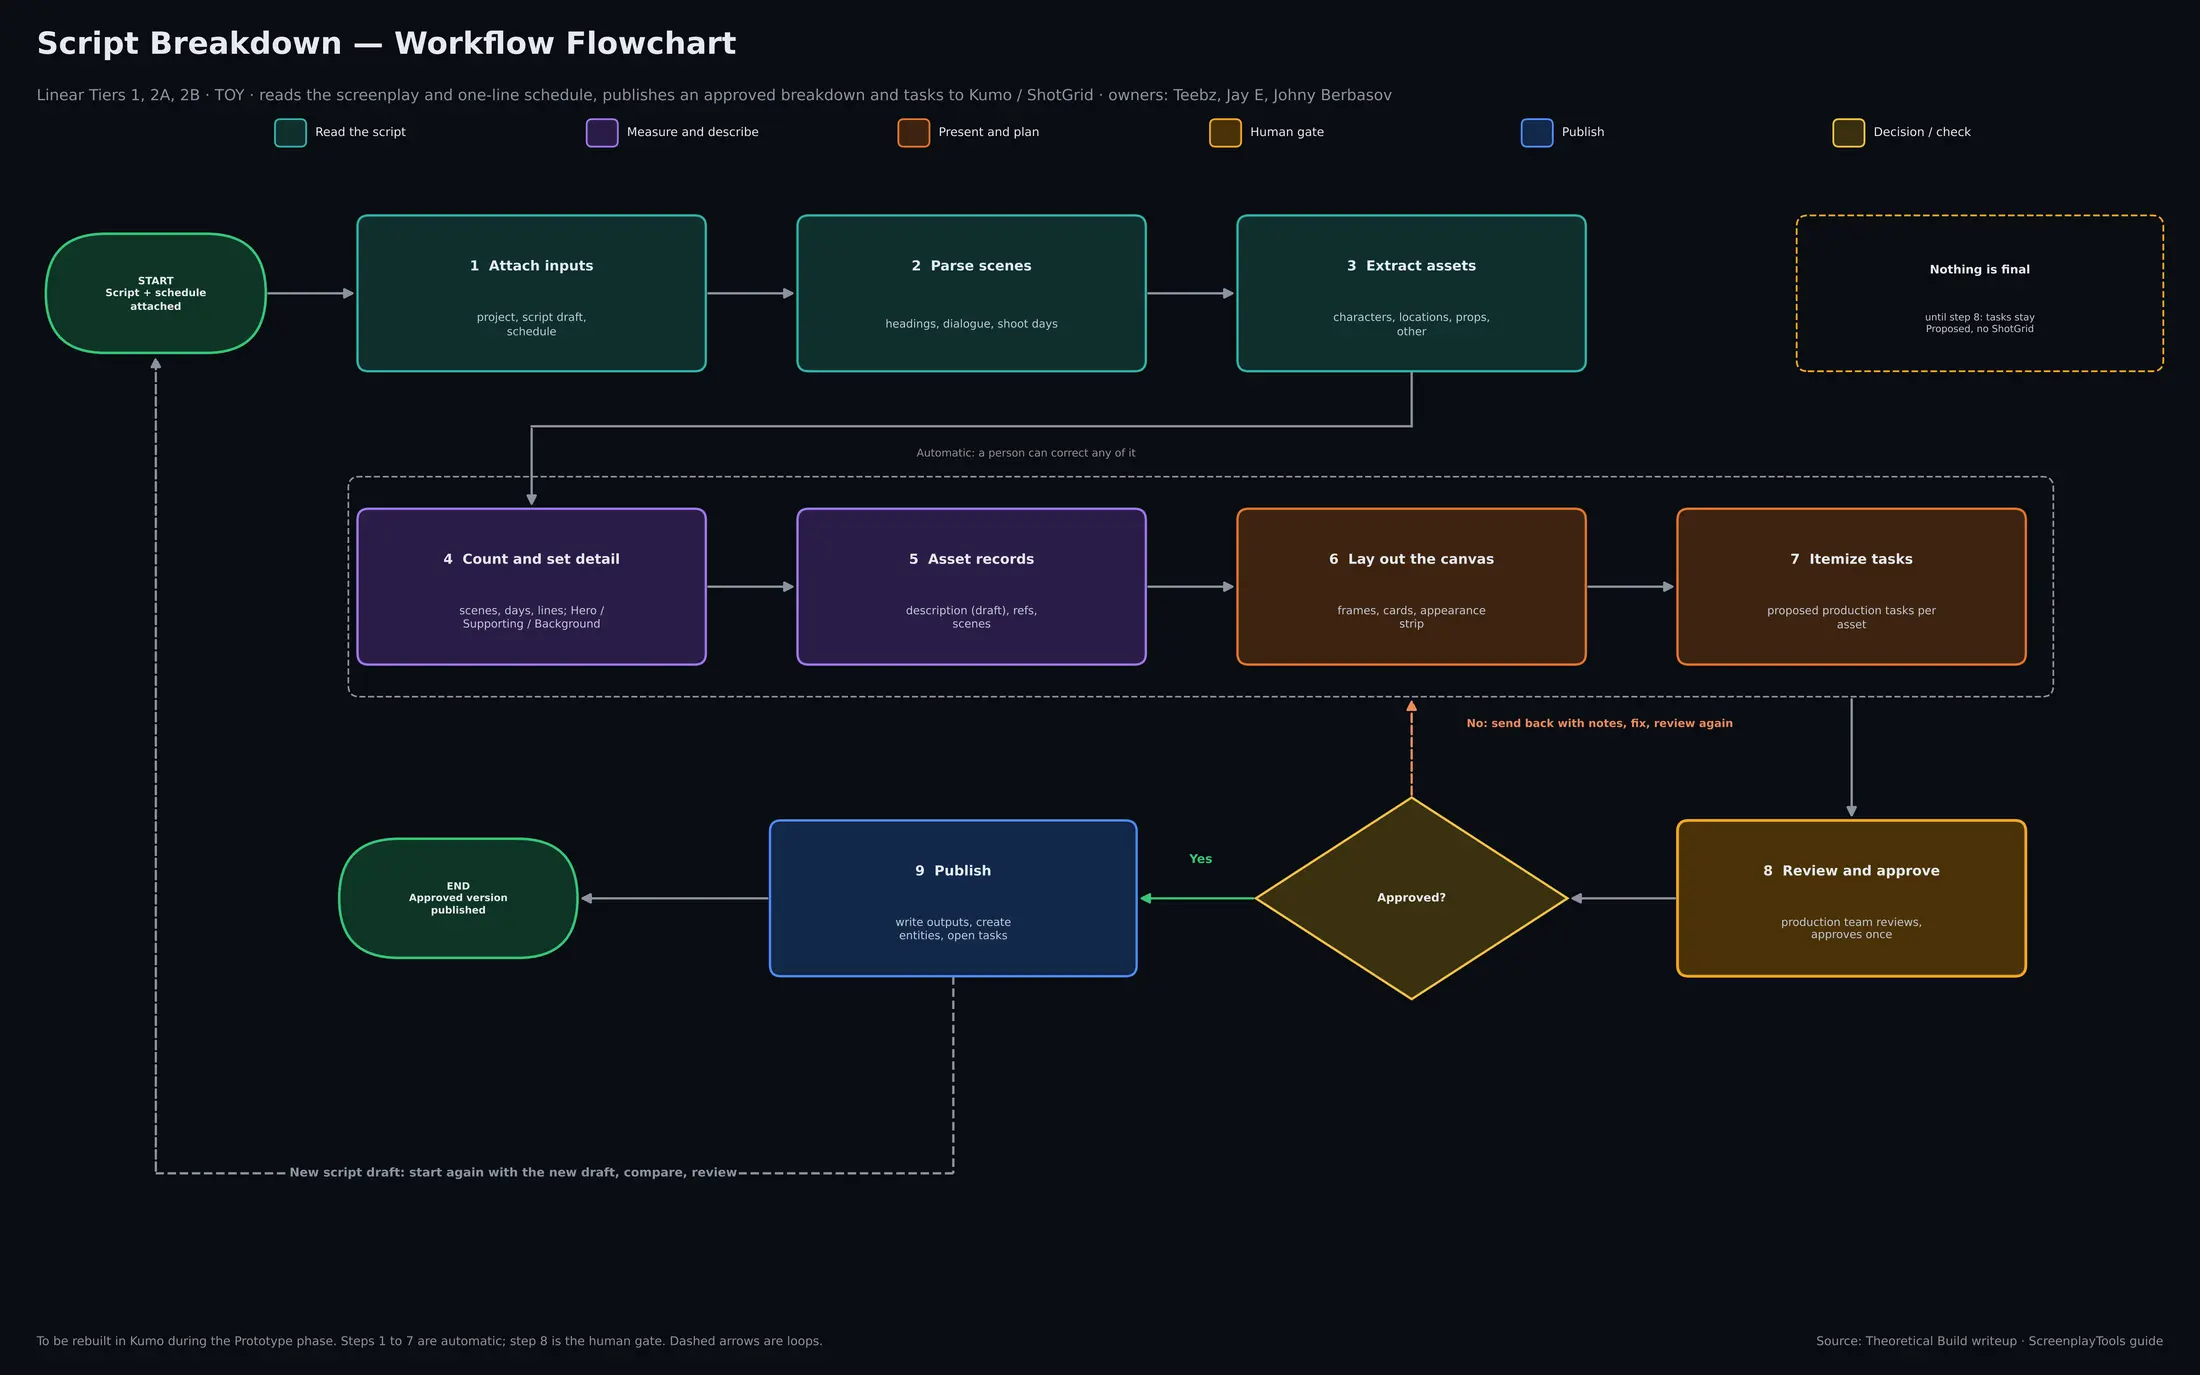 Script Breakdown — Workflow Flowchart
Linear Tiers 1, 2A, 2B · TOY · reads the screenplay and one-line schedule, publishes an approved breakdown and tasks to Kumo / ShotGrid · owners: Teebz, Jay E, Johny Berbasov
Read the script
Measure and describe
Present and plan
Human gate
Publish
Decision / check
START
Script + schedule
attached
1 Attach inputs
project, script draft,
schedule
2 Parse scenes
headings, dialogue, shoot days
3 Extract assets
characters, locations, props,
other
Nothing is final
until step 8: tasks stay
Proposed, no ShotGrid
Automatic: a person can correct any of it
4 Count and set detail
scenes, days, lines; Hero /
Supporting / Background
5 Asset records
description (draft), refs,
scenes
6 Lay out the canvas
frames, cards, appearance
strip
7 Itemize tasks
proposed production tasks per
asset
No: send back with notes, fix, review again
END
Approved version
published
9 Publish
write outputs, create
entities, open tasks
Yes
Approved?
8 Review and approve
production team reviews,
approves once
New script draft: start again with the new draft, compare, review
To be rebuilt in Kumo during the Prototype phase. Steps 1 to 7 are automatic; step 8 is the human gate. Dashed arrows are loops.
Source: Theoretical Build writeup · ScreenplayTools guide